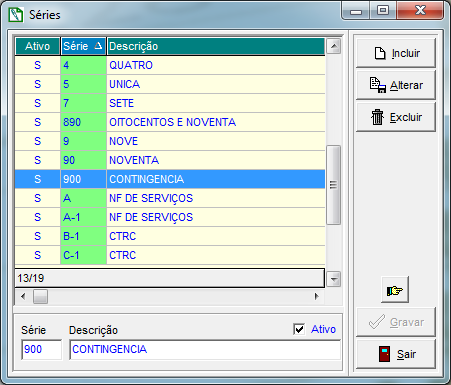 Séries
Ativo Série Descrição
S 4 QUATRO
S 5 UNICA
S 7 SETE
S 890 OITOCENTOS E NOVENTA
S 9 NOVE
S 90 NOVENTA
S 900 CONTINGENCIA
S A NF DE SERVIÇOS
S A-1 NF DE SERVIÇOS
S B-1 CTRC
S C-1 CTRC
13/19
Série Descrição Ativo
900 CONTINGENCIA
Incluir
Alterar
Excluir
Gravar
Sair